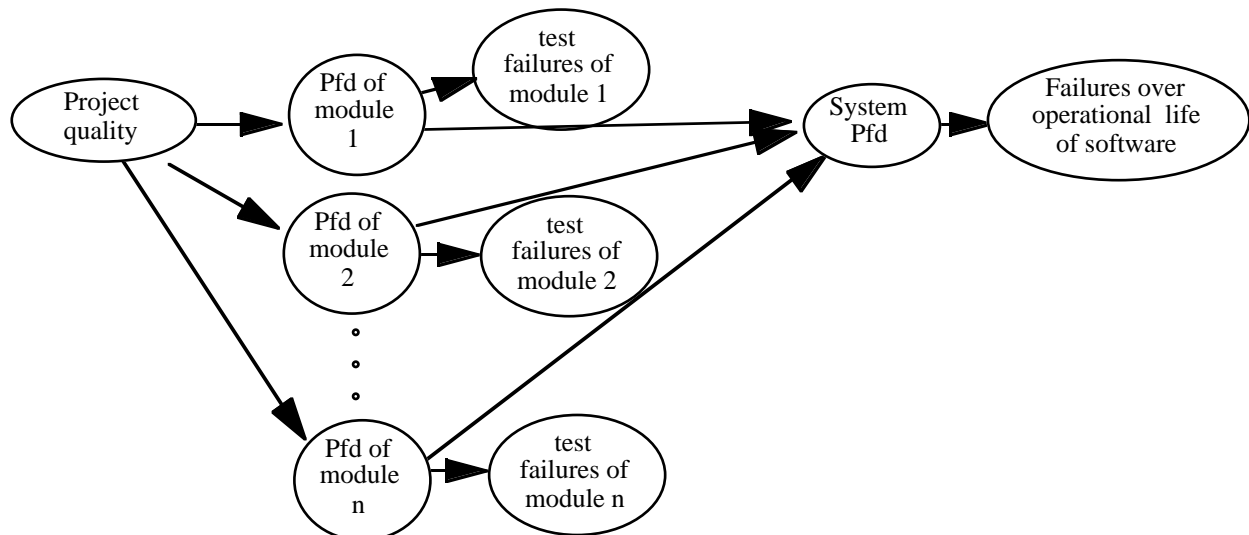 Project
quality
Pfd of
module
1
test
failures of
module 1
System
Pfd
Failures over
operational life
of software
Pfd of
module
2
test
failures of
module 2
Pfd of
module
n
test
failures of
module n